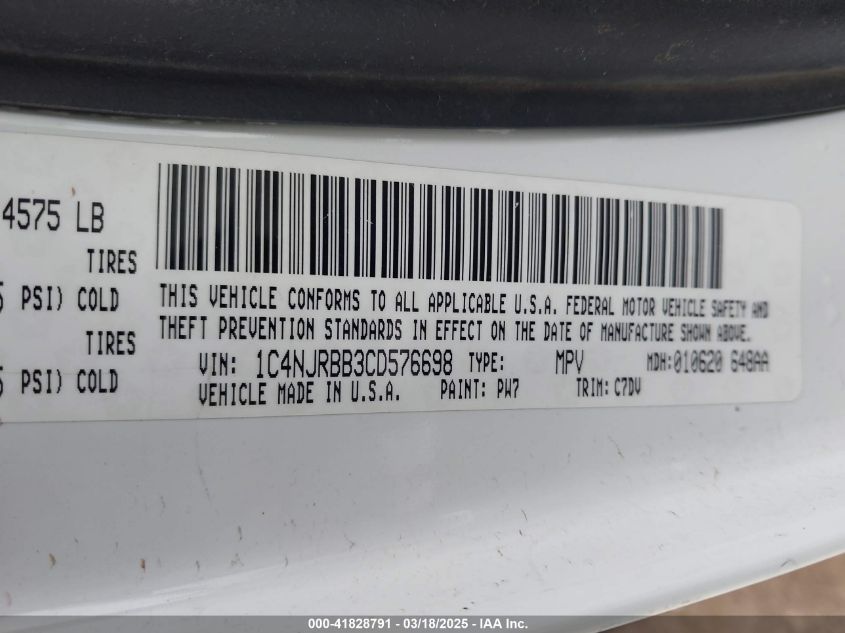 4575 LB
TIRES
PSI) COLD
TIRES
PSI) COLD
THIS VEHICLE CONFORMS TO ALL APPLICABLE U.S.A. FEDERAL MOTOR VEHICLE SAFETY AND
THEFT PREVENTION STANDARDS IN EFFECT ON THE DATE OF MANUFACTURE SHOWN ABOVE.
VIN: 1C4NJRBB3CD576698 TYPE: MPV MDH:010620 648AA
VEHICLE MADE IN U.S.A. PAINT: PW7 TRIM: C7DV
000-41828791 — 03/18/2025 — IAA Inc.